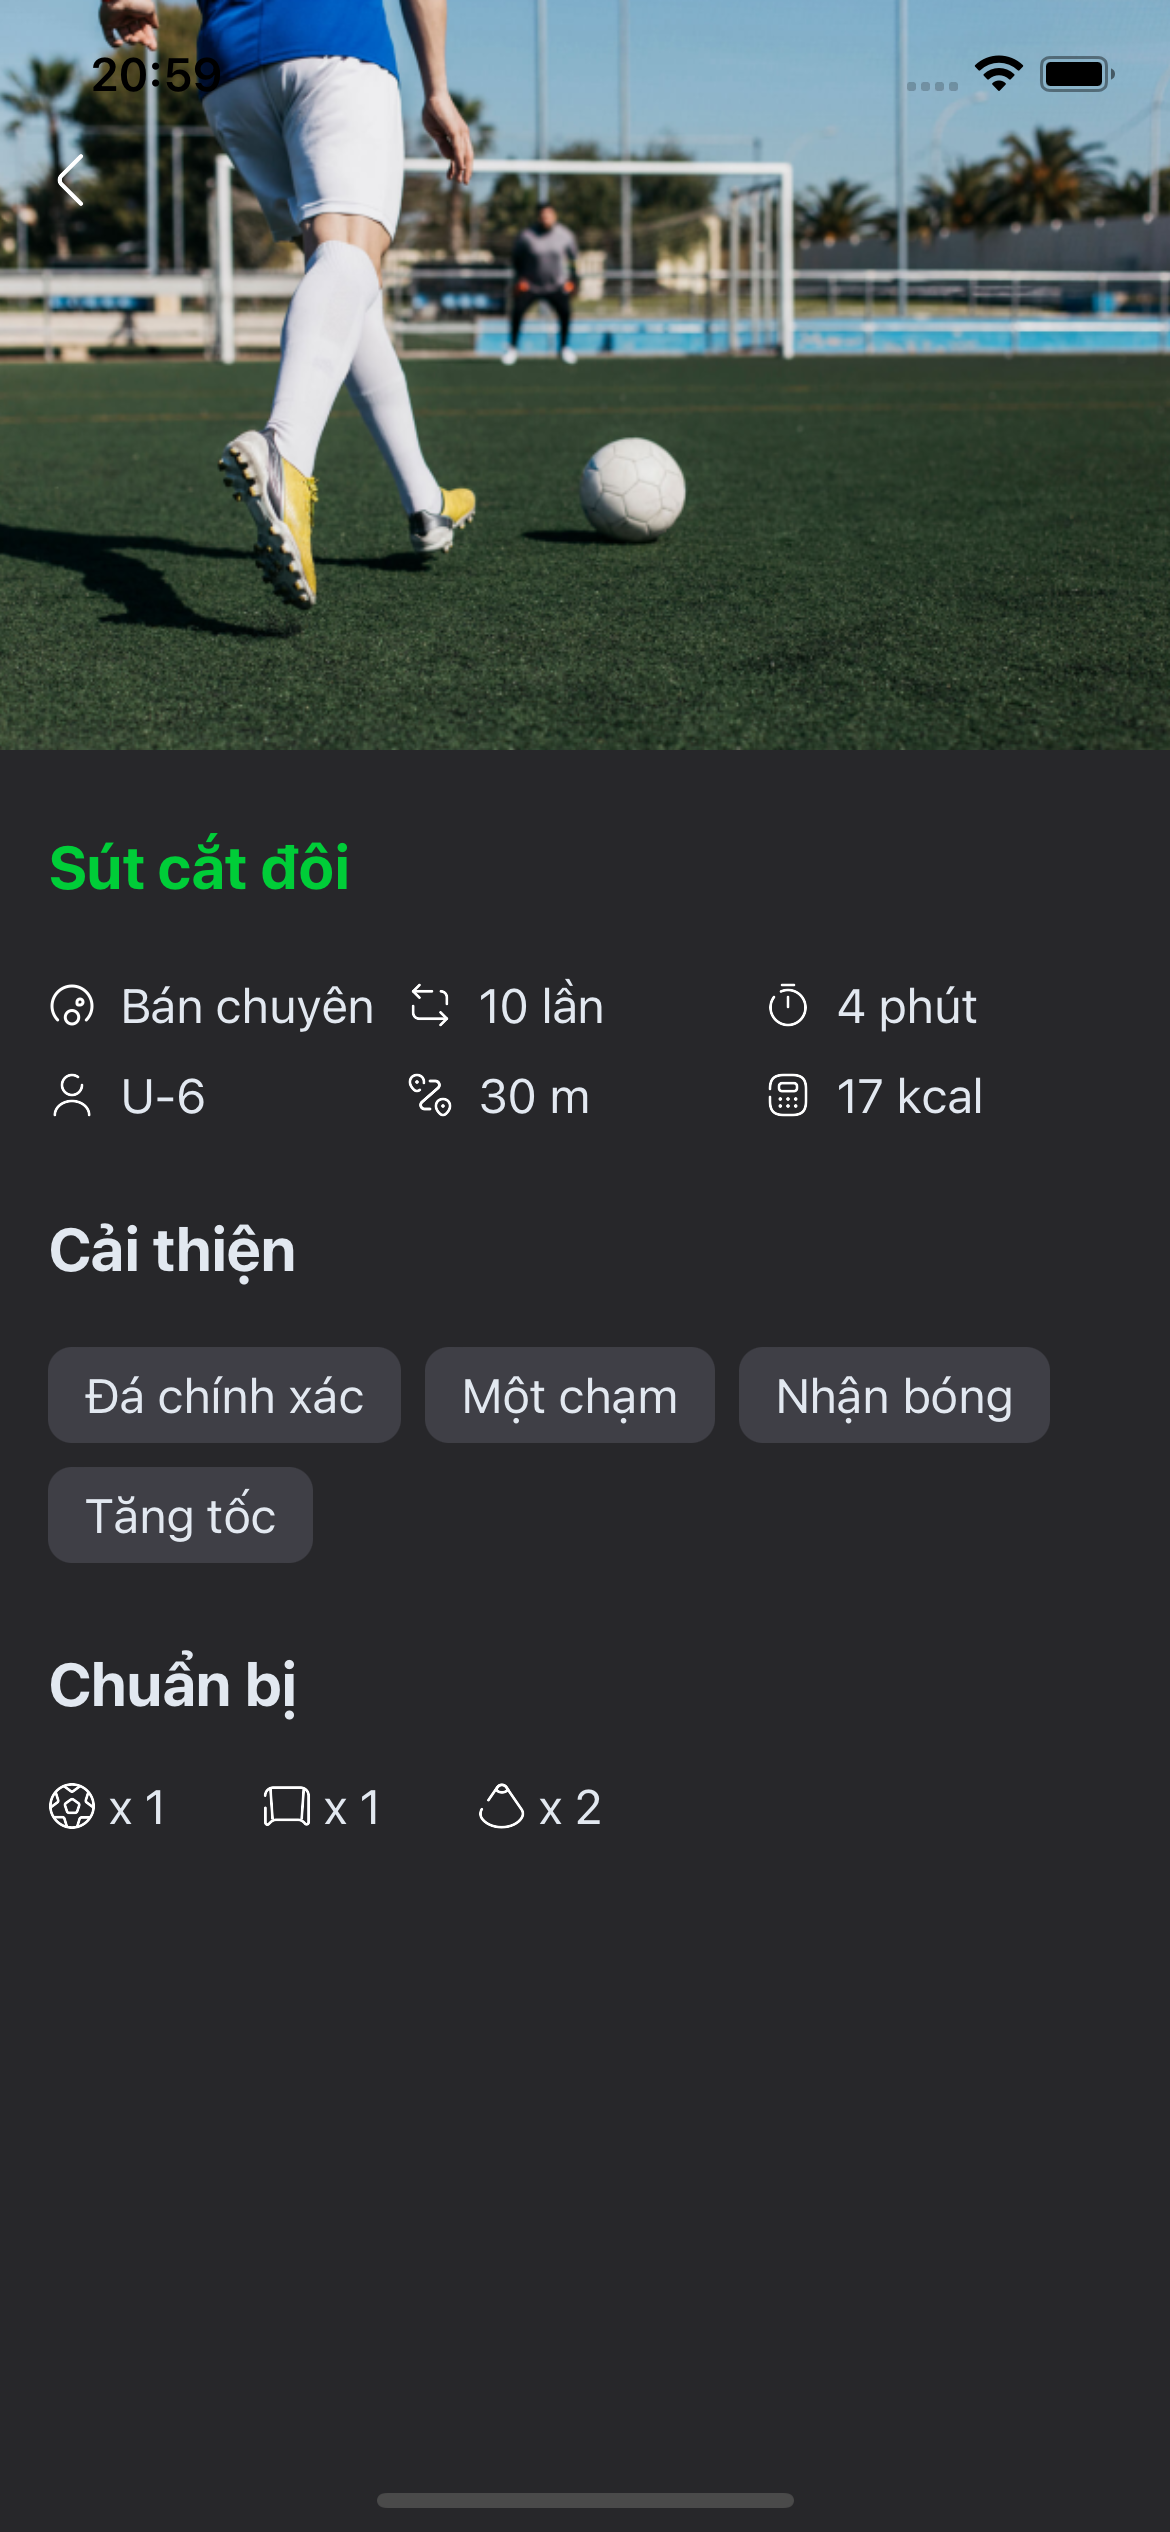 20:59
Sút cắt đôi
Bán chuyên 10 lần 4 phút
U-6 30 m 17 kcal
Cải thiện
Đá chính xác Một chạm Nhận bóng
Tăng tốc
Chuẩn bị
x 1 x 1 x 2